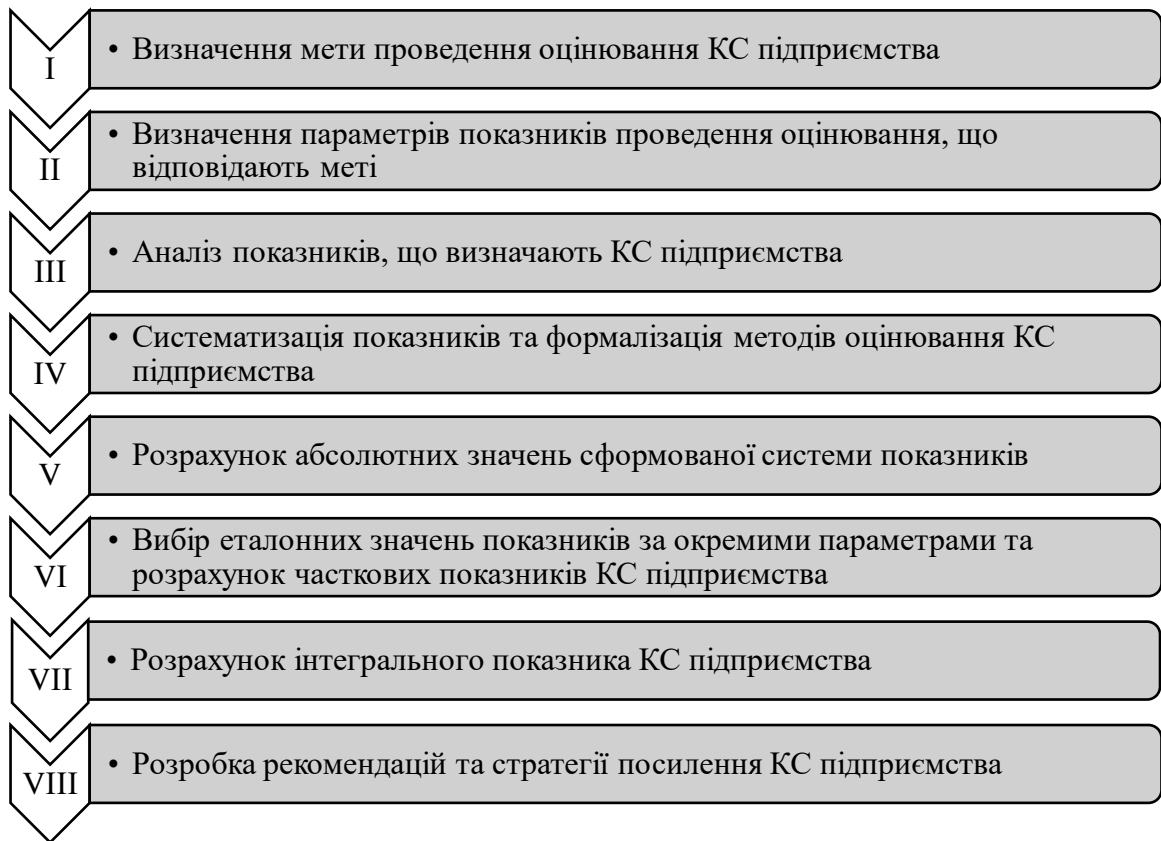 I
• Визначення мети проведення оцінювання КС підприємства
II
• Визначення параметрів показників проведення оцінювання, що
відповідають меті
III
• Аналіз показників, що визначають КС підприємства
IV
• Систематизація показників та формалізація методів оцінювання КС
підприємства
V
• Розрахунок абсолютних значень сформованої системи показників
VI
• Вибір еталонних значень показників за окремими параметрами та
розрахунок часткових показників КС підприємства
VII
• Розрахунок інтегрального показника КС підприємства
VIII
• Розробка рекомендацій та стратегії посилення КС підприємства